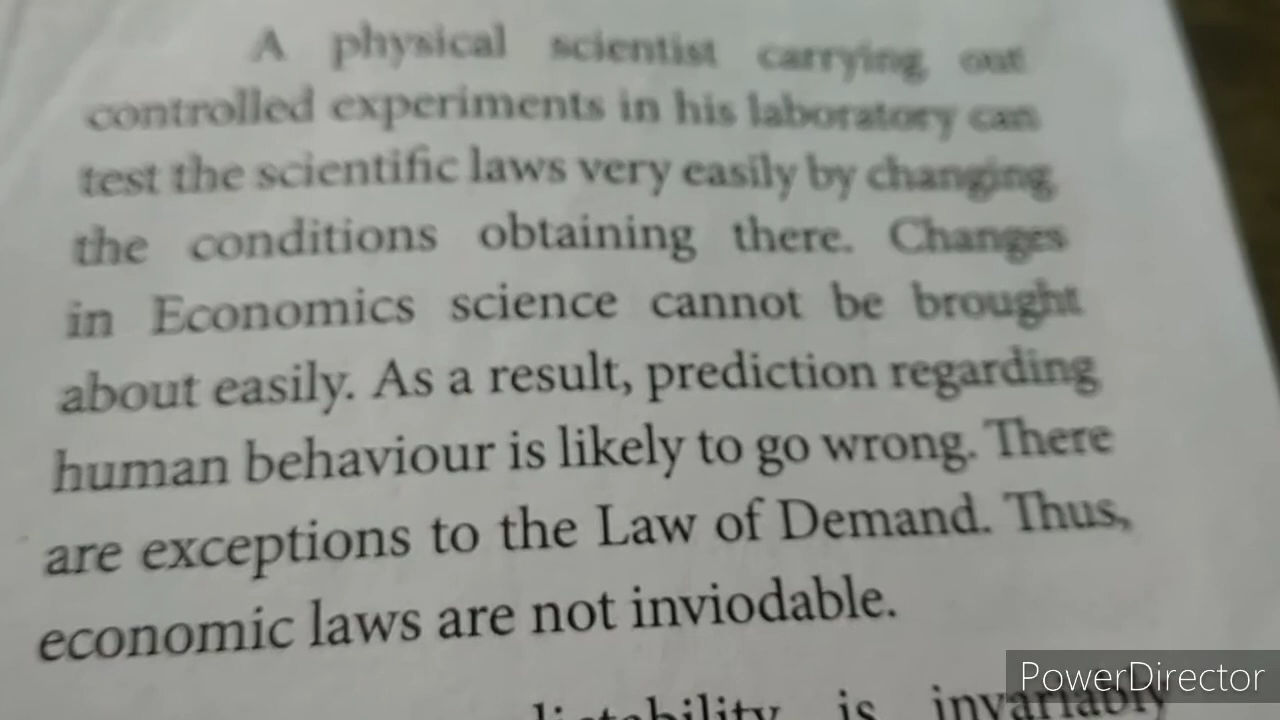 A physical scientist carrying out
controlled experiments in his laboratory can
test the scientific laws very easily by changing
the conditions obtaining there. Changes
in Economics science cannot be brought
about easily. As a result, prediction regarding
human behaviour is likely to go wrong. There
are exceptions to the Law of Demand. Thus,
economic laws are not inviodable.
is invariably
PowerDirector